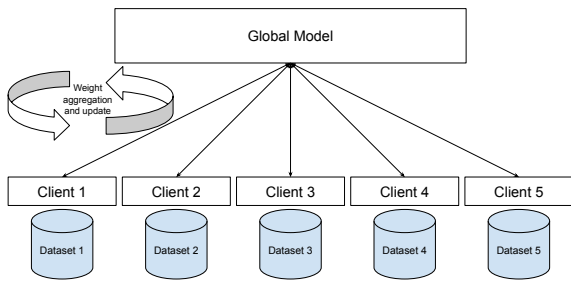 Global Model
Weight
aggregation
and update
Client 1
Client 2
Client 3
Client 4
Client 5
Dataset 1
Dataset 2
Dataset 3
Dataset 4
Dataset 5